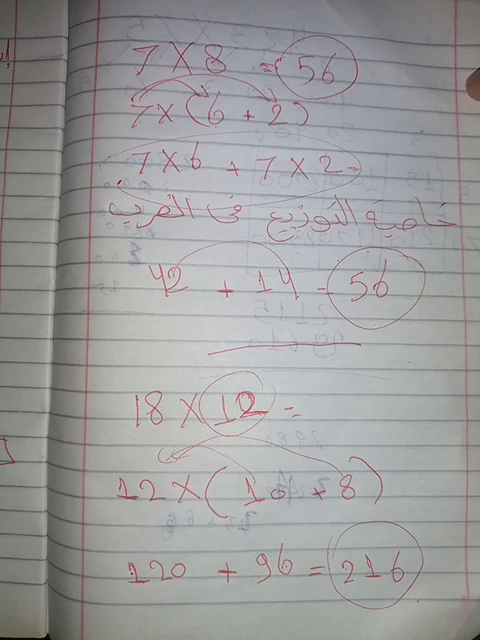 7 × 8 = 56
7 × (6 + 2)
7 × 6 + 7 × 2 =
خاصية التوزيع فى الضرب
42 + 14 = 56
18 × 12 =
12 × (10 + 8)
120 + 96 = 216